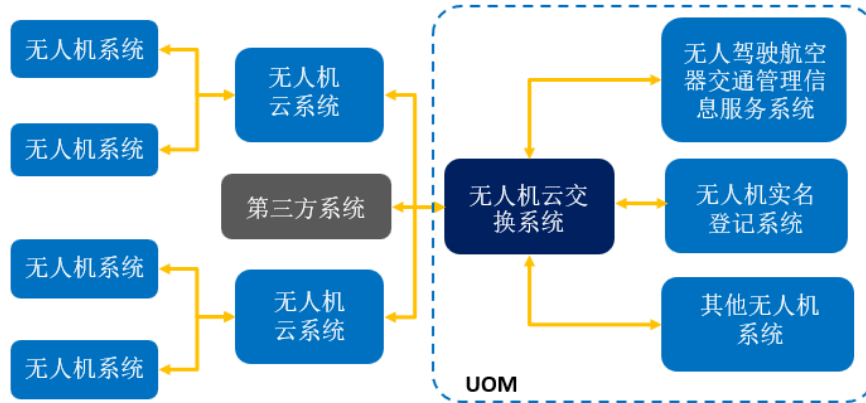 无人机系统
无人机系统
无人机
云系统
第三方系统
无人机系统
无人机系统
无人机
云系统
无人机云交
换系统
无人驾驶航空
器交通管理信
息服务系统
无人机实名
登记系统
其他无人机
系统
UOM